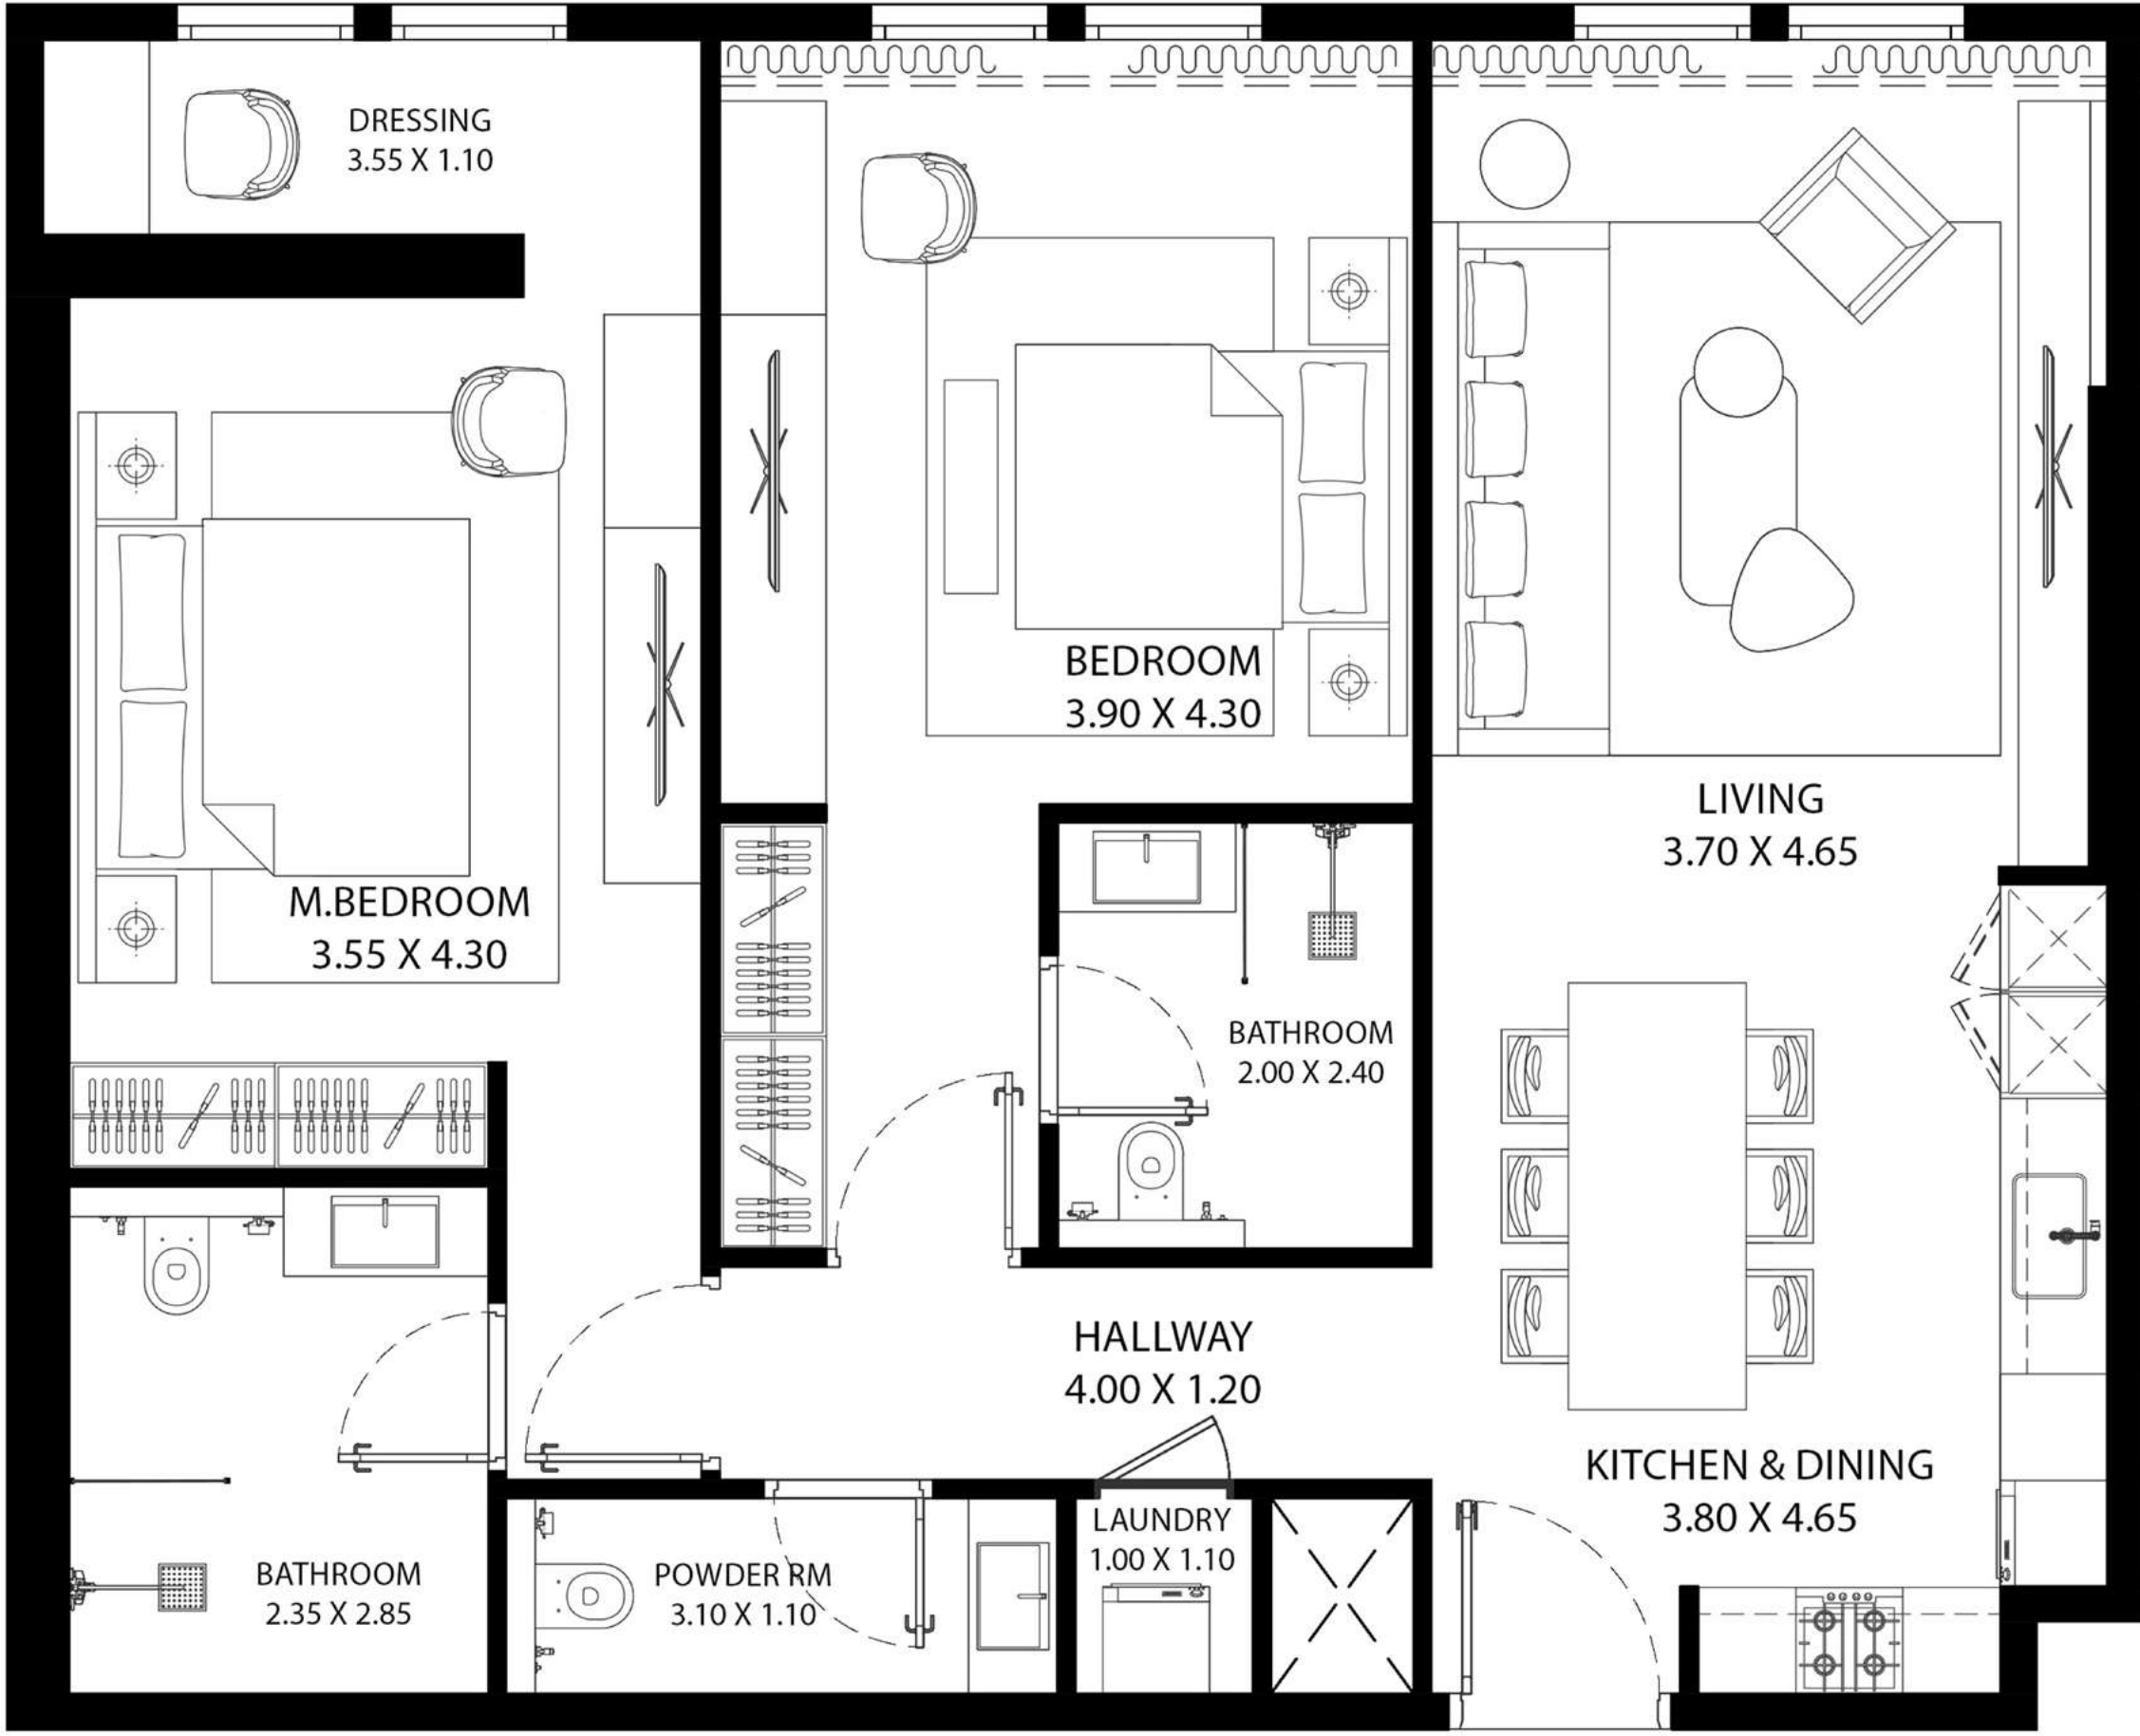 DRESSING
3.55 X 1.10
BEDROOM
3.90 X 4.30
LIVING
3.70 X 4.65
M.BEDROOM
3.55 X 4.30
BATHROOM
2.00 X 2.40
HALLWAY
4.00 X 1.20
KITCHEN & DINING
3.80 X 4.65
LAUNDRY
1.00 X 1.10
BATHROOM
2.35 X 2.85
POWDER RM
3.10 X 1.10